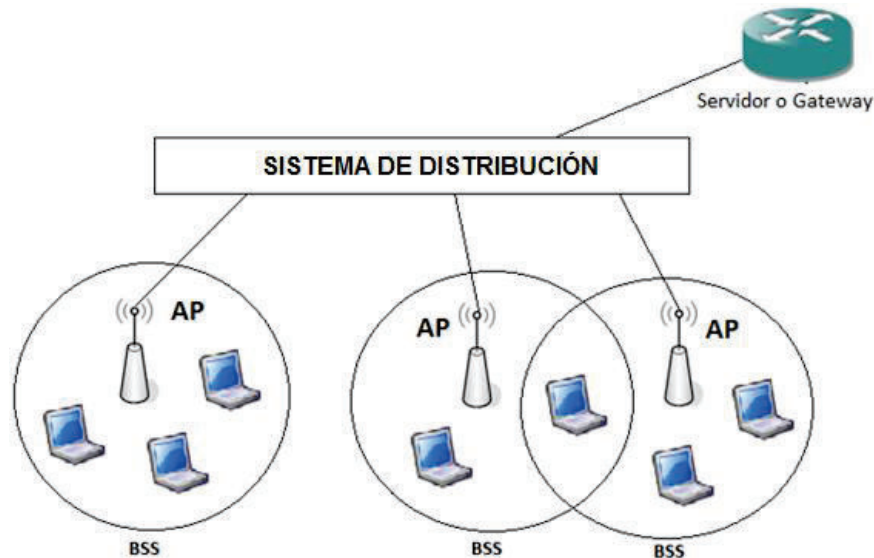 Servidor o Gateway
SISTEMA DE DISTRIBUCIÓN
AP
AP
AP
BSS
BSS
BSS